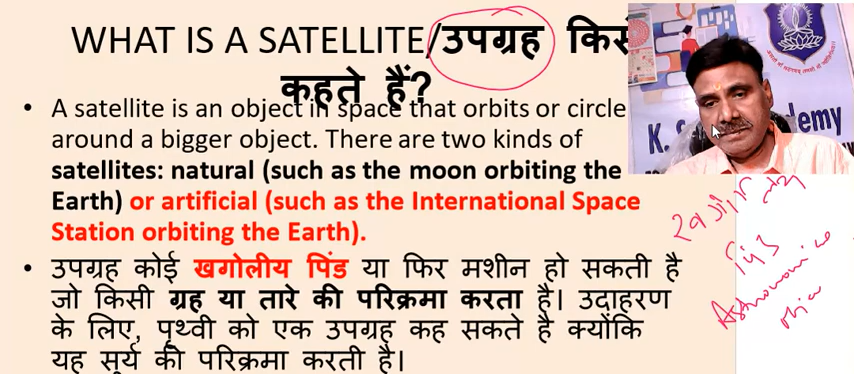 WHAT IS A SATELLITE/उपग्रह किसे
कहते हैं?
• A satellite is an object in space that orbits or circle
around a bigger object. There are two kinds of
satellites: natural (such as the moon orbiting the
Earth) or artificial (such as the International Space
Station orbiting the Earth).
• उपग्रह कोई खगोलीय पिंड या फिर मशीन हो सकती है
जो किसी ग्रह या तारे की परिक्रमा करता है। उदाहरण
के लिए, पृथ्वी को एक उपग्रह कह सकते है क्योंकि
यह सूर्य की परिक्रमा करती है।
K.
emy
पिंड